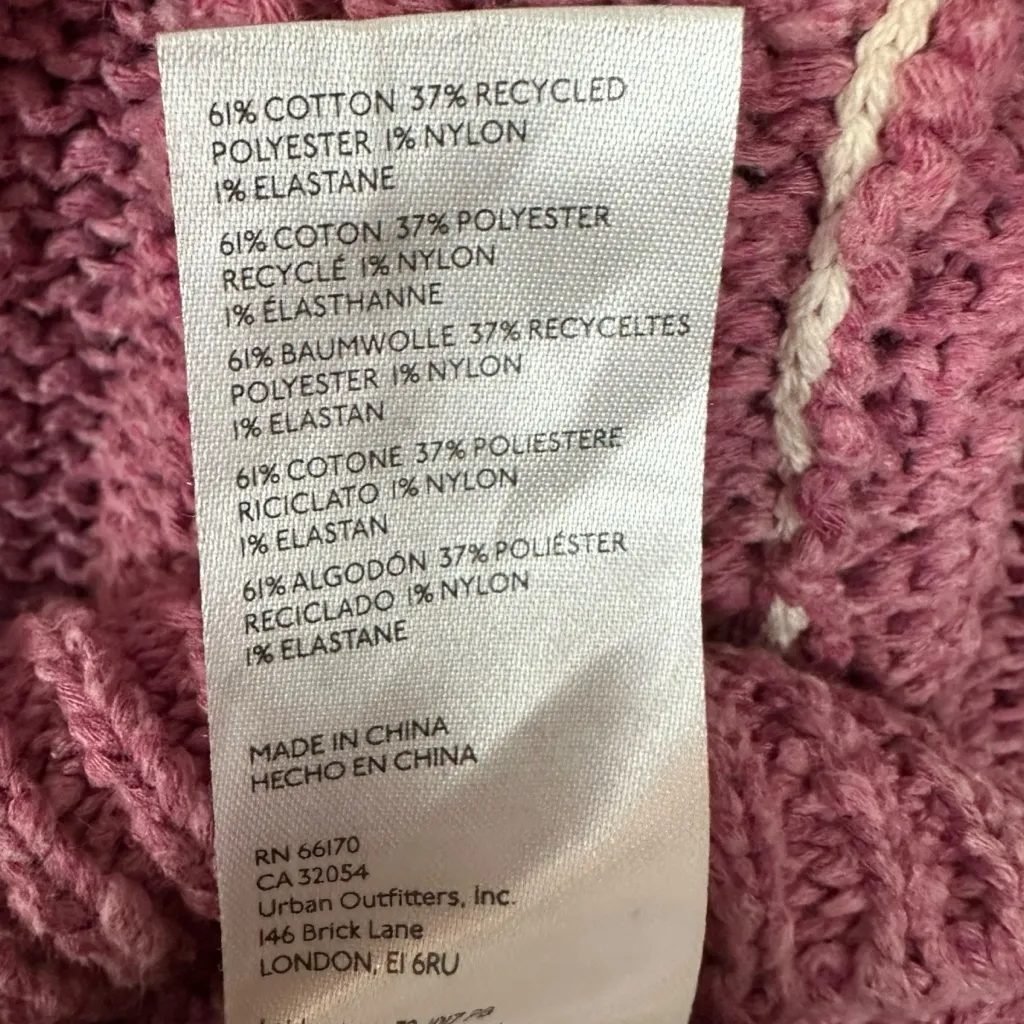 61% COTTON 37% RECYCLED
POLYESTER 1% NYLON
1% ELASTANE
61% COTON 37% POLYESTER
RECYCLÉ 1% NYLON
1% ÉLASTHANNE
61% BAUMWOLLE 37% RECYCELTES
POLYESTER 1% NYLON
1% ELASTAN
61% COTONE 37% POLIESTERE
RICICLATO 1% NYLON
1% ELASTAN
61% ALGODÓN 37% POLIÉSTER
RECICLADO 1% NYLON
1% ELASTANE
MADE IN CHINA
HECHO EN CHINA
RN 66170
CA 32054
Urban Outfitters, Inc.
146 Brick Lane
LONDON, E1 6RU